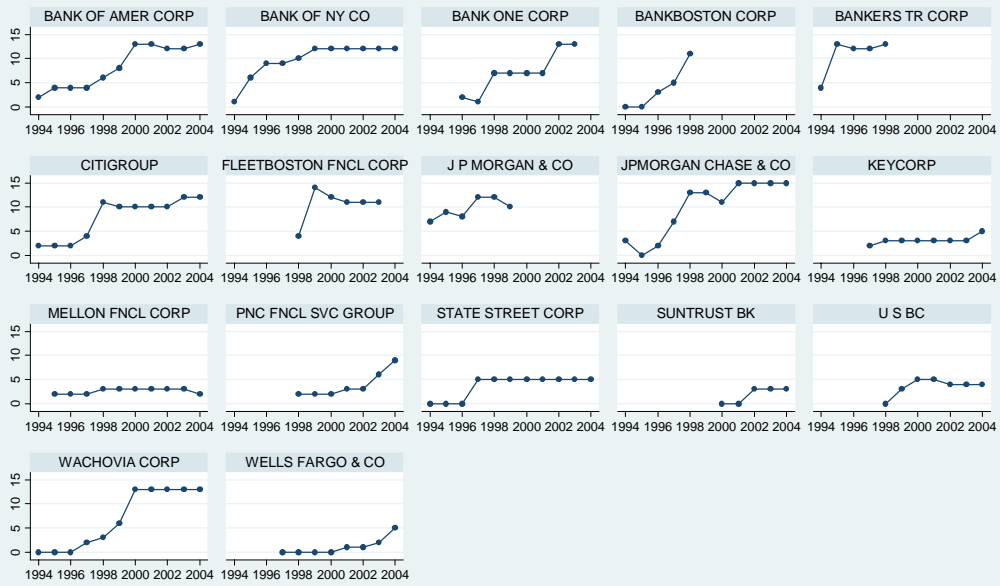 BANK OF AMER CORP BANK OF NY CO BANK ONE CORP BANKBOSTON CORP BANKERS TR CORP
15
10
5
0
1994 1996 1998 2000 2002 2004 1994 1996 1998 2000 2002 2004 1994 1996 1998 2000 2002 2004 1994 1996 1998 2000 2002 2004 1994 1996 1998 2000 2002 2004
CITIGROUP FLEETBOSTON FNCL CORP J P MORGAN & CO JPMORGAN CHASE & CO KEYCORP
15
10
5
0
1994 1996 1998 2000 2002 2004 1994 1996 1998 2000 2002 2004 1994 1996 1998 2000 2002 2004 1994 1996 1998 2000 2002 2004 1994 1996 1998 2000 2002 2004
MELLON FNCL CORP PNC FNCL SVC GROUP STATE STREET CORP SUNTRUST BK U S BC
15
10
5
0
1994 1996 1998 2000 2002 2004 1994 1996 1998 2000 2002 2004 1994 1996 1998 2000 2002 2004 1994 1996 1998 2000 2002 2004 1994 1996 1998 2000 2002 2004
WACHOVIA CORP WELLS FARGO & CO
15
10
5
0
1994 1996 1998 2000 2002 2004 1994 1996 1998 2000 2002 2004